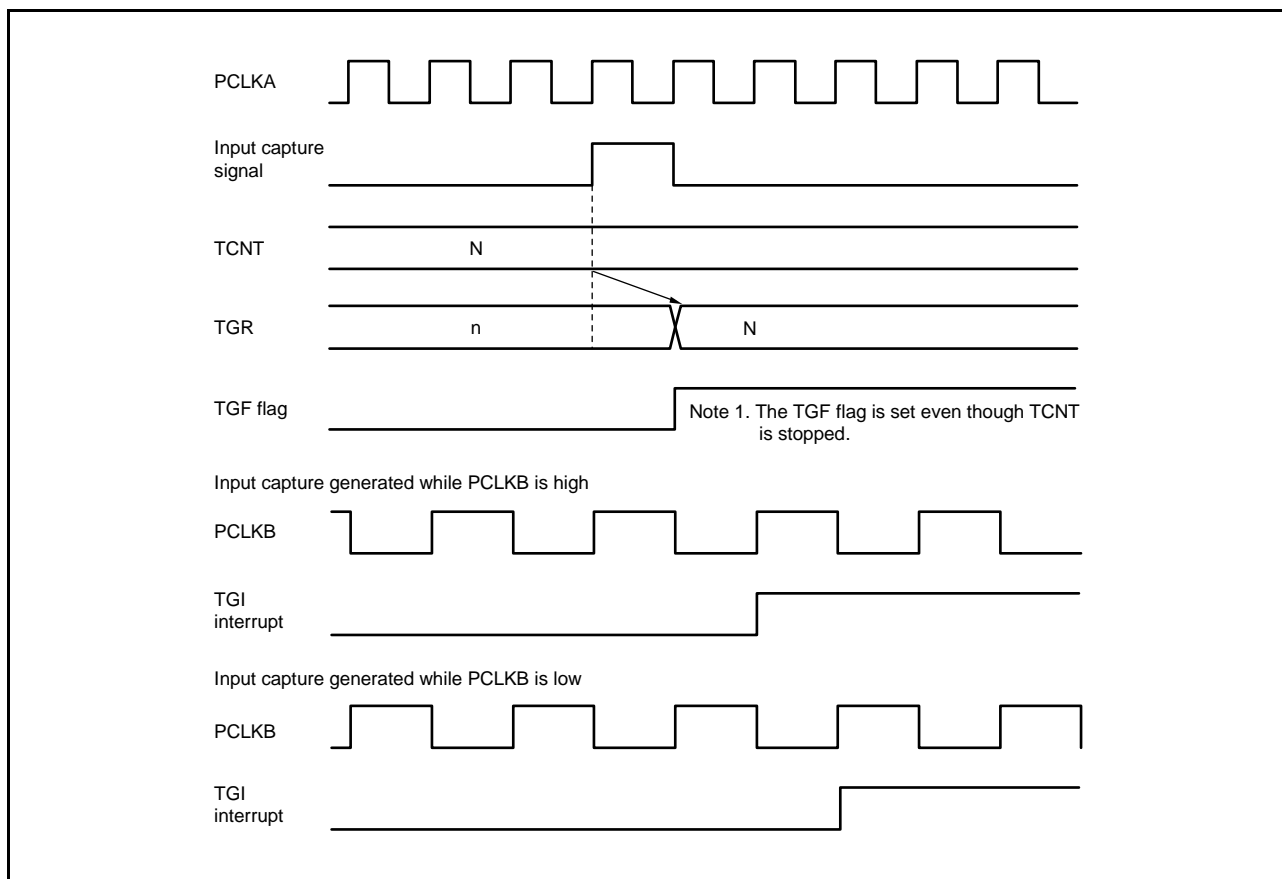 PCLKA
Input capture
signal
TCNT
N
TGR
n
N
TGF flag
Note 1. The TGF flag is set even though TCNT
is stopped.
Input capture generated while PCLKB is high
PCLKB
TGI
interrupt
Input capture generated while PCLKB is low
PCLKB
TGI
interrupt